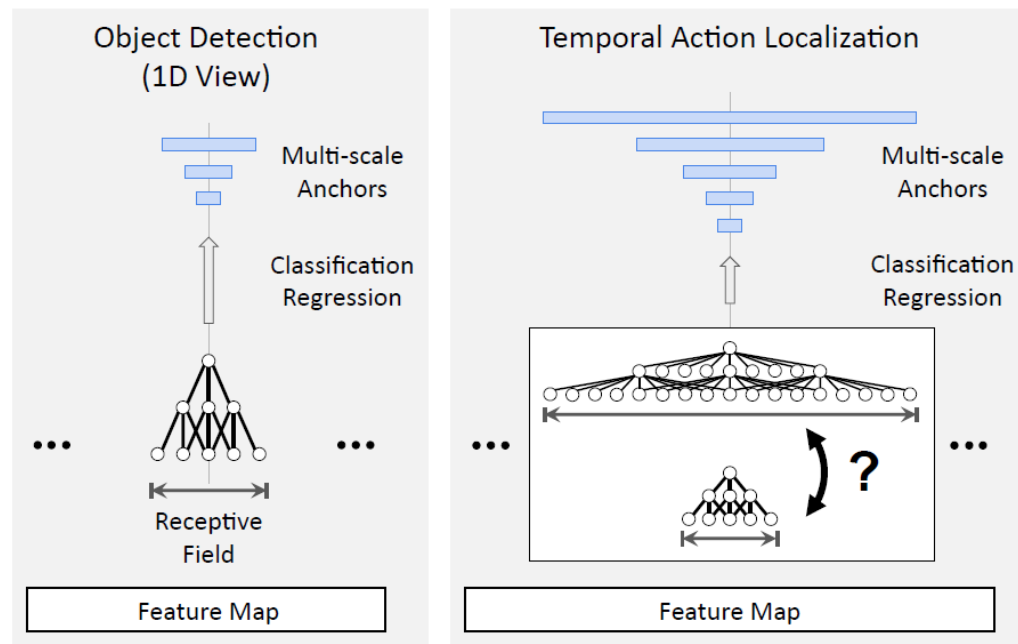 Object Detection
(1D View)
Multi-scale
Anchors
Classification
Regression
•••
•••
Receptive
Field
Feature Map
Temporal Action Localization
Multi-scale
Anchors
Classification
Regression
•••
?
•••
Feature Map